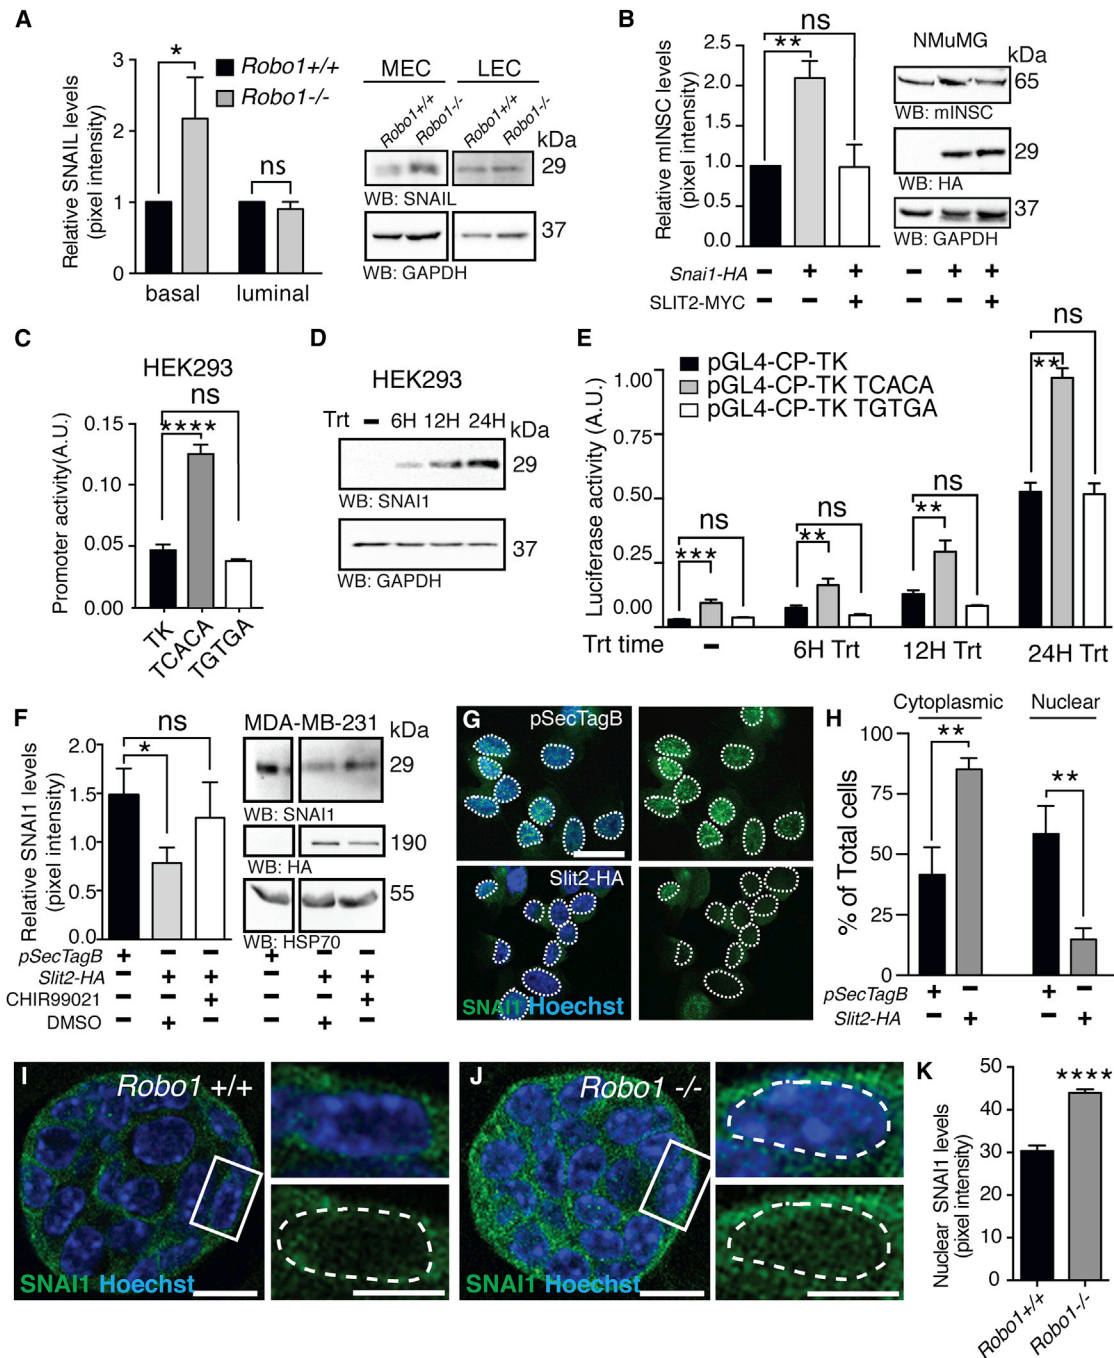 A
Relative SNAIL levels
(pixel intensity)
3
2
1
0
*
ns
Robo1+/+
Robo1-/-
basal
luminal
MEC
LEC
Robo1+/+
Robo1-/-
Robo1+/+
Robo1-/-
kDa
29
WB: SNAIL
37
WB: GAPDH
B
Relative mINSC levels
(pixel intensity)
2.5
2.0
1.5
1.0
0.5
0.0
ns
**
NMuMG
kDa
65
WB: mINSC
29
WB: HA
37
WB: GAPDH
Snai1-HA – + + – + +
SLIT2-MYC – – + – – +
C
HEK293
Promoter activity(A.U.)
0.15
0.10
0.05
0.00
ns
****
TK
TCACA
TGTGA
D
HEK293
Trt – 6H 12H 24H
kDa
29
WB: SNAI1
37
WB: GAPDH
E
Luciferase activity (A.U.)
1.00
0.75
0.50
0.25
0.00
pGL4-CP-TK
pGL4-CP-TK TCACA
pGL4-CP-TK TGTGA
ns
***
ns
**
ns
**
ns
**
Trt time – 6H Trt 12H Trt 24H Trt
F
Relative SNAI1 levels
(pixel intensity)
2.0
1.5
1.0
0.5
0.0
ns
*
MDA-MB-231
kDa
29
WB: SNAI1
190
WB: HA
55
WB: HSP70
pSecTagB + – – + – –
Slit2-HA – + + – + +
CHIR99021 – – + – – +
DMSO – + – – + –
G
pSecTagB
Slit2-HA
SNAI1 Hoechst
H
Cytoplasmic
Nuclear
% of Total cells
100
75
50
25
0
**
**
pSecTagB + – + –
Slit2-HA – + – +
I
Robo1 +/+
SNAI1 Hoechst
J
Robo1 -/-
SNAI1 Hoechst
K
Nuclear SNAI1 levels
(pixel intensity)
50
40
30
20
10
0
****
Robo1+/+
Robo1-/-